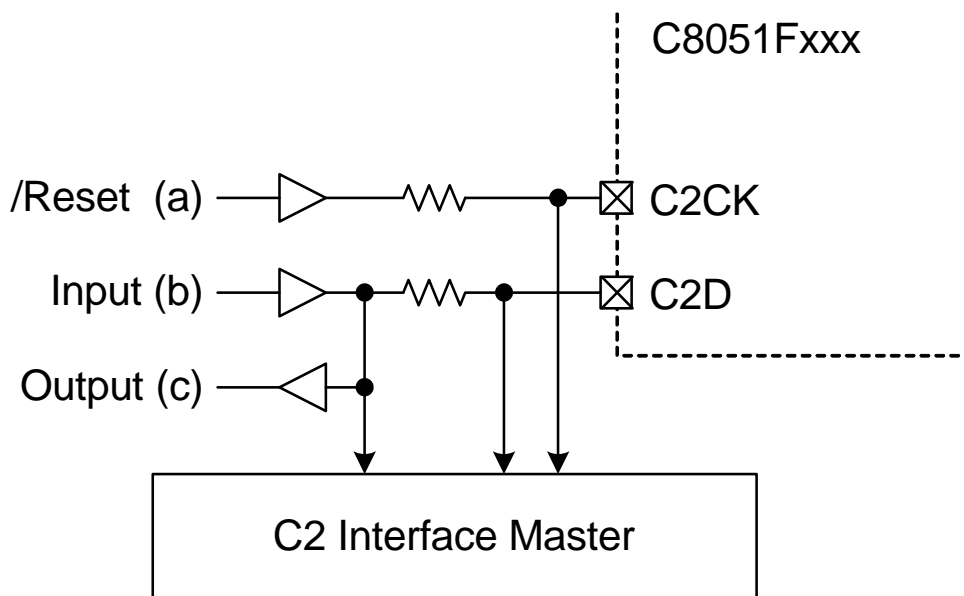 C8051Fxxx
/Reset (a)
C2CK
Input (b)
C2D
Output (c)
C2 Interface Master